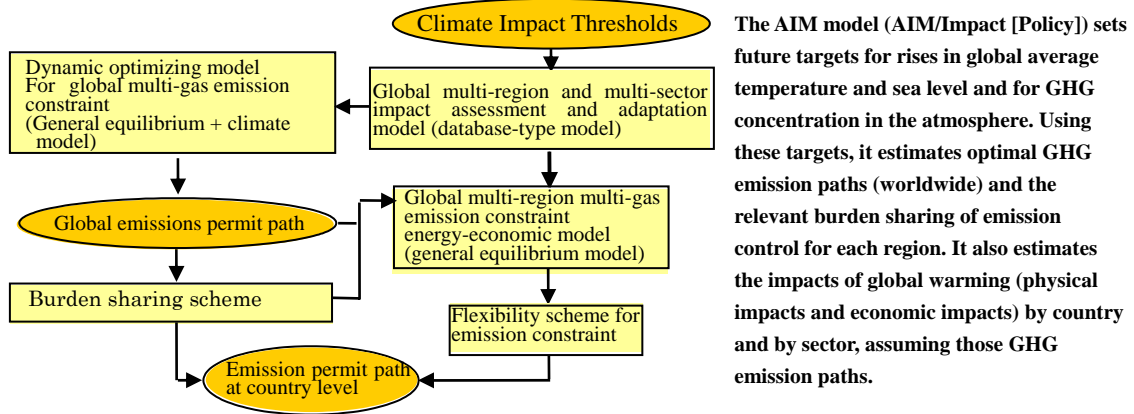 Climate Impact Thresholds
Dynamic optimizing model
For global multi-gas emission
constraint
(General equilibrium + climate
model)
Global multi-region and multi-sector
impact assessment and adaptation
model (database-type model)
Global emissions permit path
Global multi-region multi-gas
emission constraint
energy-economic model
(general equilibrium model)
Burden sharing scheme
Flexibility scheme for
emission constraint
Emission permit path
at country level
The AIM model (AIM/Impact [Policy]) sets
future targets for rises in global average
temperature and sea level and for GHG
concentration in the atmosphere. Using
these targets, it estimates optimal GHG
emission paths (worldwide) and the
relevant burden sharing of emission
control for each region. It also estimates
the impacts of global warming (physical
impacts and economic impacts) by country
and by sector, assuming those GHG
emission paths.